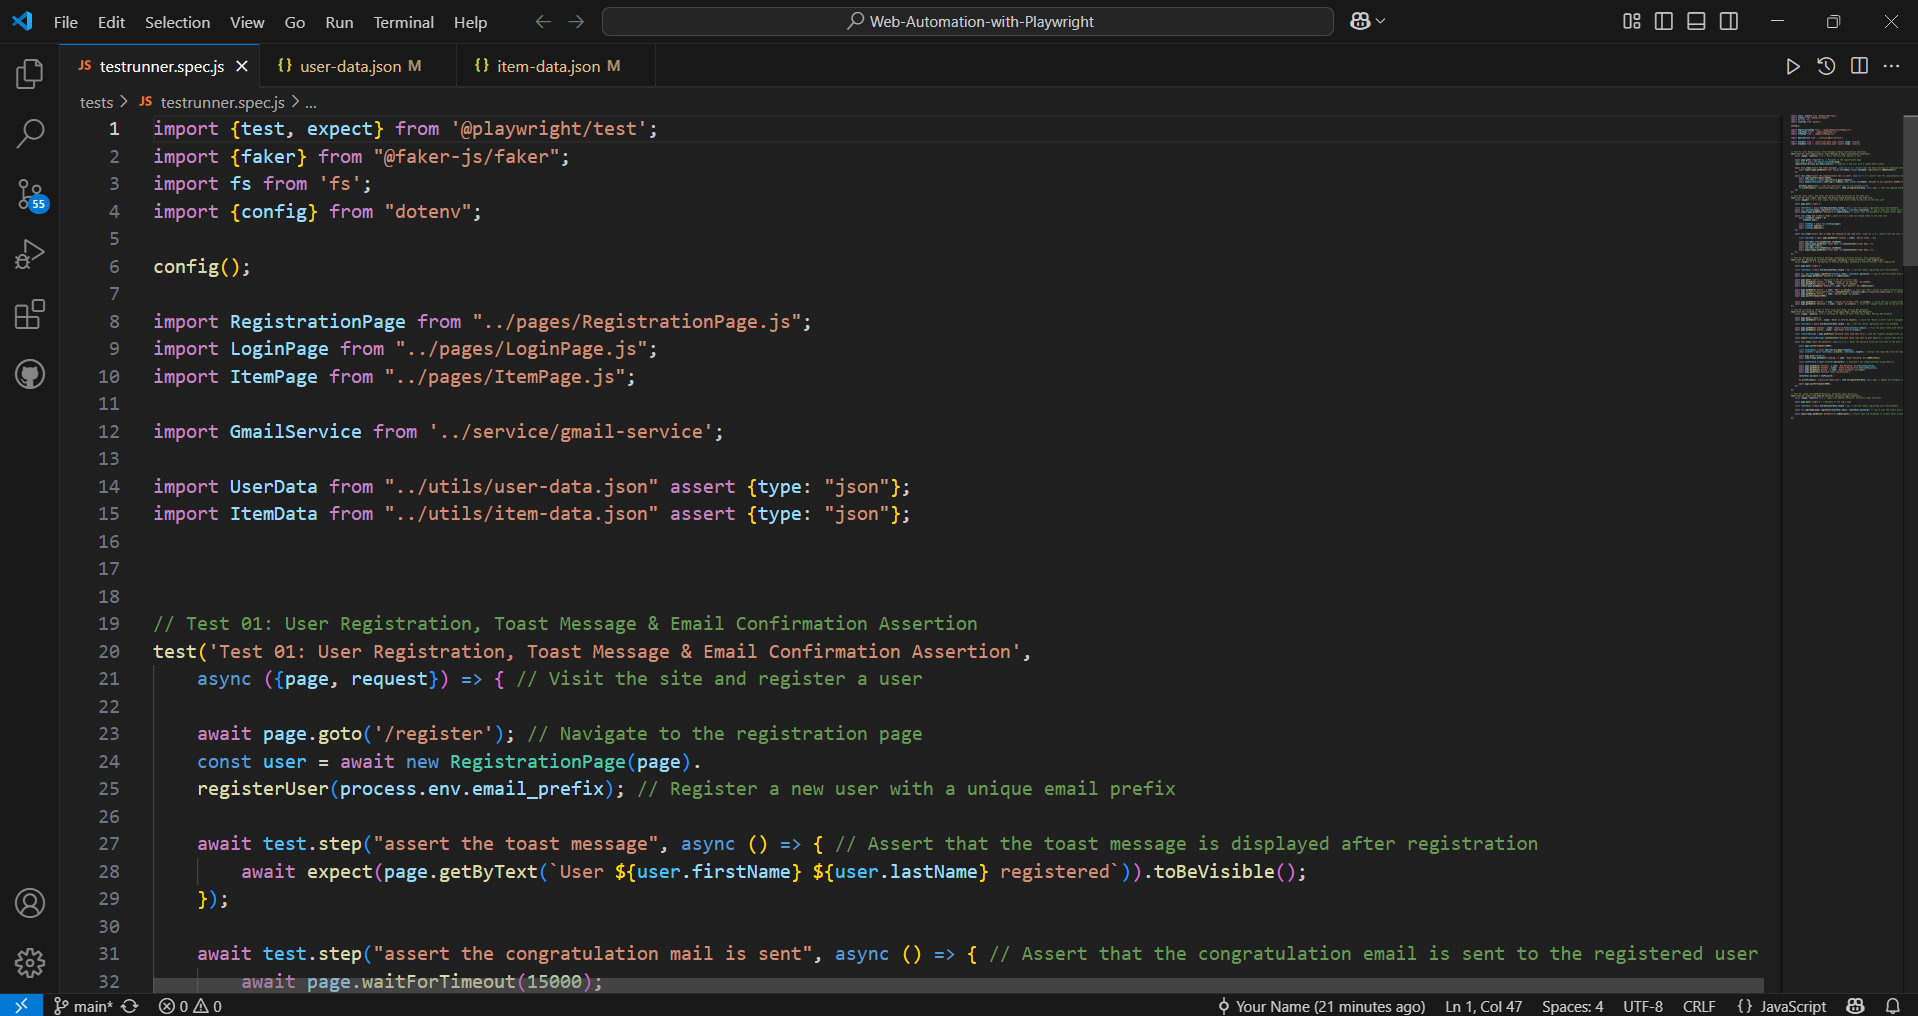 File Edit Selection View Go Run Terminal Help
Web-Automation-with-Playwright
JS testrunner.spec.js
{} user-data.json M
{} item-data.json M
tests > JS testrunner.spec.js > ...
1 import {test, expect} from '@playwright/test';
2 import {faker} from "@faker-js/faker";
3 import fs from 'fs';
4 import {config} from "dotenv";
5
6 config();
7
8 import RegistrationPage from "../pages/RegistrationPage.js";
9 import LoginPage from "../pages/LoginPage.js";
10 import ItemPage from "../pages/ItemPage.js";
11
12 import GmailService from '../service/gmail-service';
13
14 import UserData from "../utils/user-data.json" assert {type: "json"};
15 import ItemData from "../utils/item-data.json" assert {type: "json"};
16
17
18
19 // Test 01: User Registration, Toast Message & Email Confirmation Assertion
20 test('Test 01: User Registration, Toast Message & Email Confirmation Assertion',
21 async ({page, request}) => { // Visit the site and register a user
22
23 await page.goto('/register'); // Navigate to the registration page
24 const user = await new RegistrationPage(page).
25 registerUser(process.env.email_prefix); // Register a new user with a unique email prefix
26
27 await test.step("assert the toast message", async () => { // Assert that the toast message is displayed after registration
28 await expect(page.getByText(`User ${user.firstName} ${user.lastName} registered`)).toBeVisible();
29 });
30
31 await test.step("assert the congratulation mail is sent", async () => { // Assert that the congratulation email is sent to the registered user
32 await page.waitForTimeout(15000);
55
main* 0 0 Your Name (21 minutes ago) Ln 1, Col 47 Spaces: 4 UTF-8 CRLF {} JavaScript